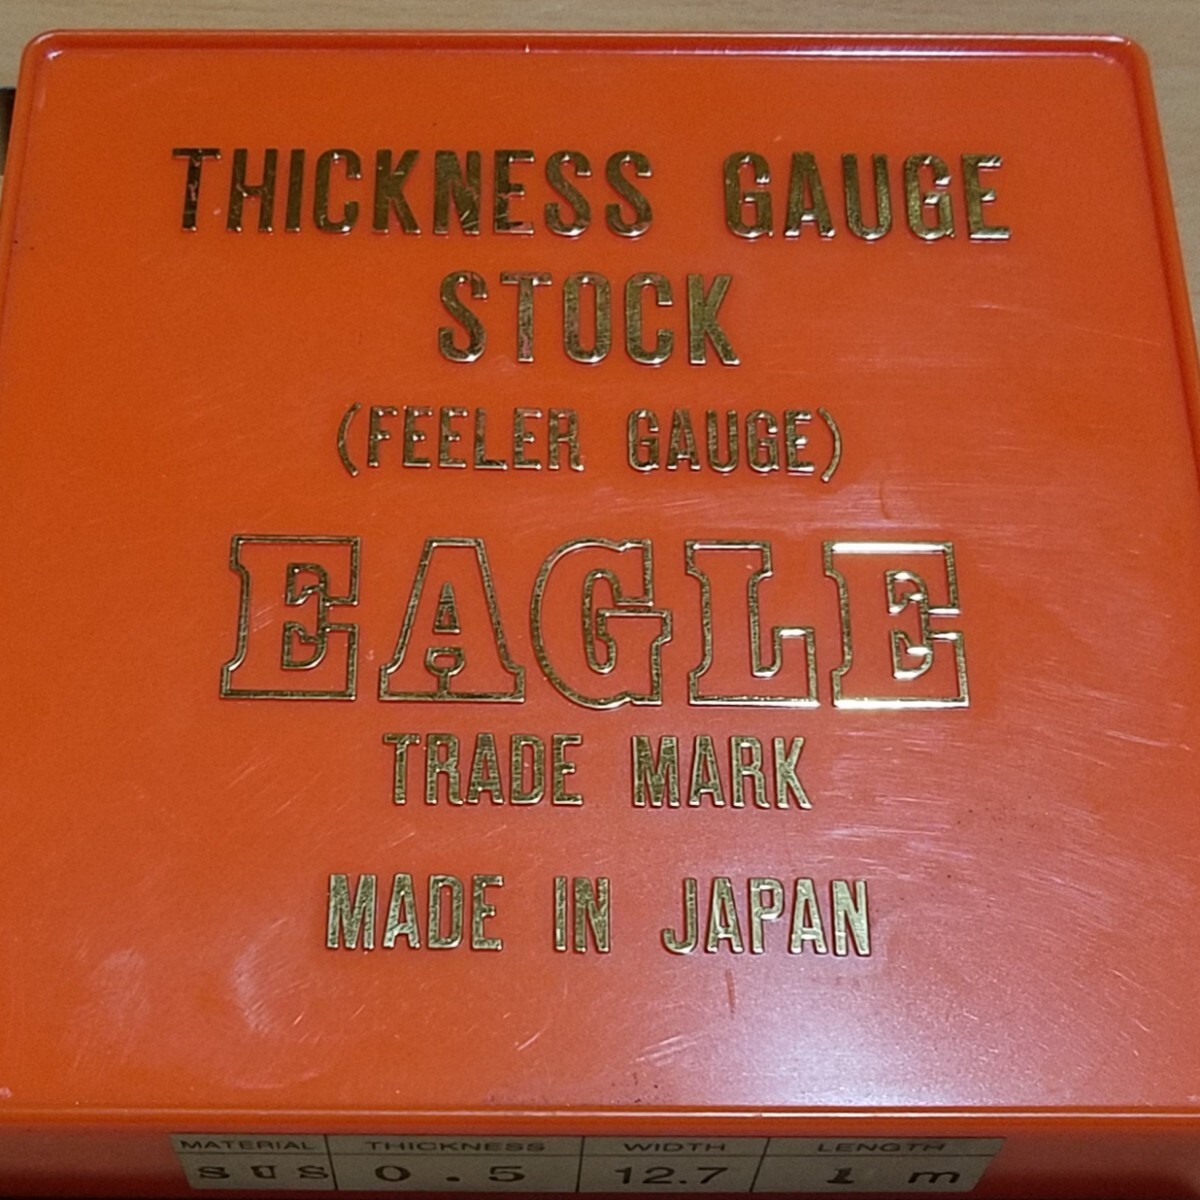 THICKNESS GAUGE
STOCK
(FEELER GAUGE)
EAGLE
TRADE MARK
MADE IN JAPAN
MATERIAL THICKNESS WIDTH LENGTH
SUS 0.5 12.7 1 m